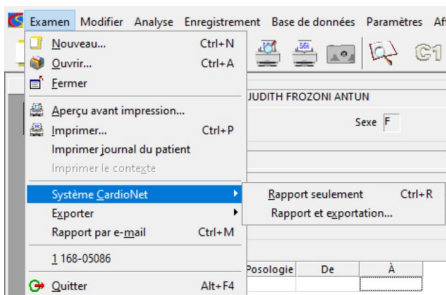 Examen Modifier Analyse Enregistrement Base de données Paramètres Af
Nouveau... Ctrl+N
Ouvrir... Ctrl+A
Fermer
C1
JUDITH FROZONI ANTUN
Aperçu avant impression...
Sexe F
Imprimer... Ctrl+P
Imprimer journal du patient
Imprimer le contexte
Système CardioNet
Rapport seulement Ctrl+R
Exporter
Rapport et exportation...
Rapport par e-mail Ctrl+M
1 168-05086
Posologie De À
Quitter Alt+F4